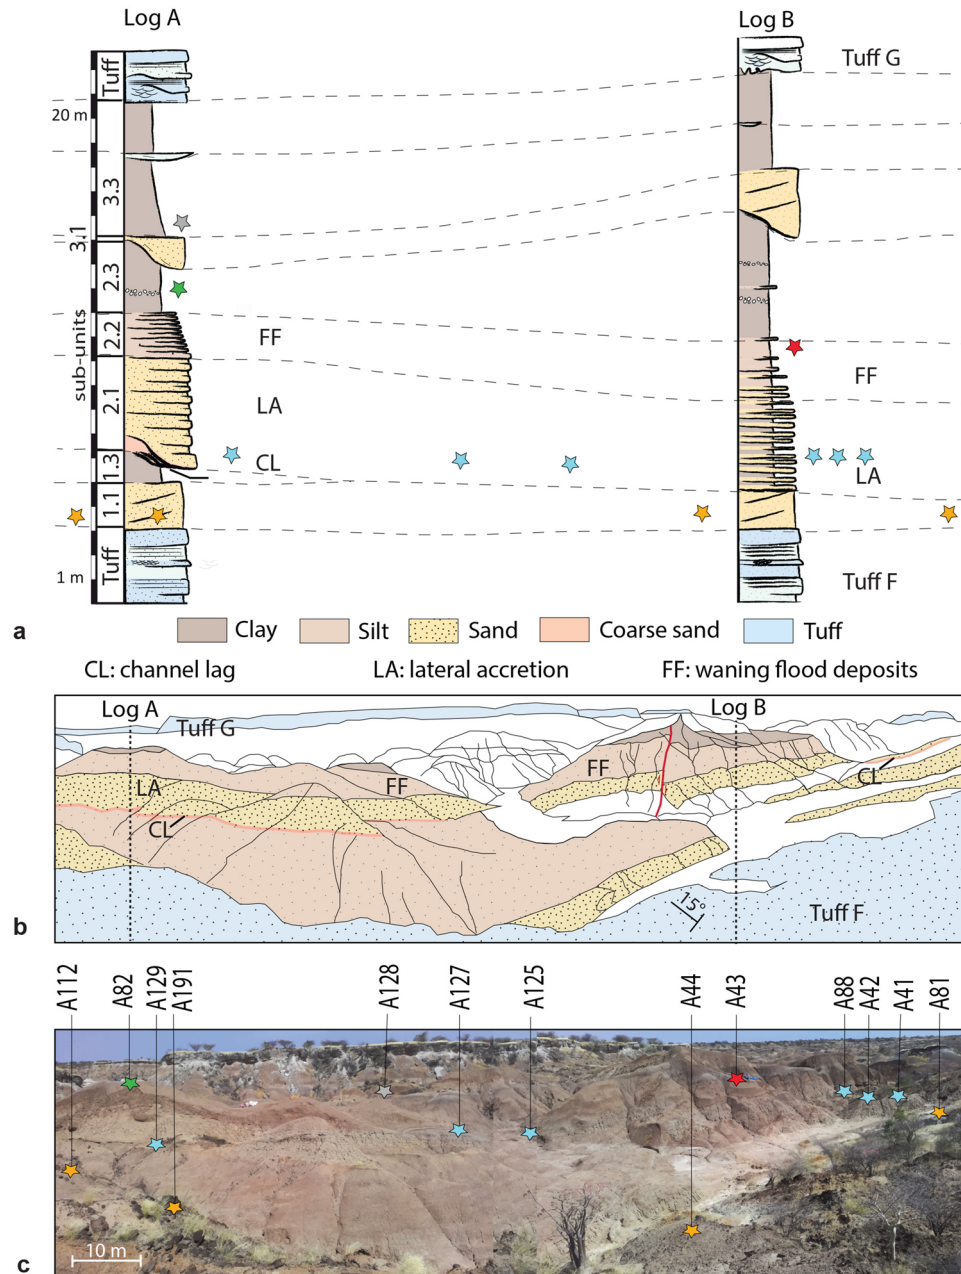 Log A
Log B
Tuff
Tuff G
20 m
3.3
3.1
2.3
sub-units
2.2
FF
FF
2.1
LA
1.3
CL
LA
1.1
Tuff
1 m
Tuff F
a
Clay
Silt
Sand
Coarse sand
Tuff
CL: channel lag
LA: lateral accretion
FF: waning flood deposits
Log A
Tuff G
Log B
FF
CL
LA
FF
CL
15°
Tuff F
b
A112
A82
A129
A191
A128
A127
A125
A44
A43
A88
A42
A41
A81
10 m
c